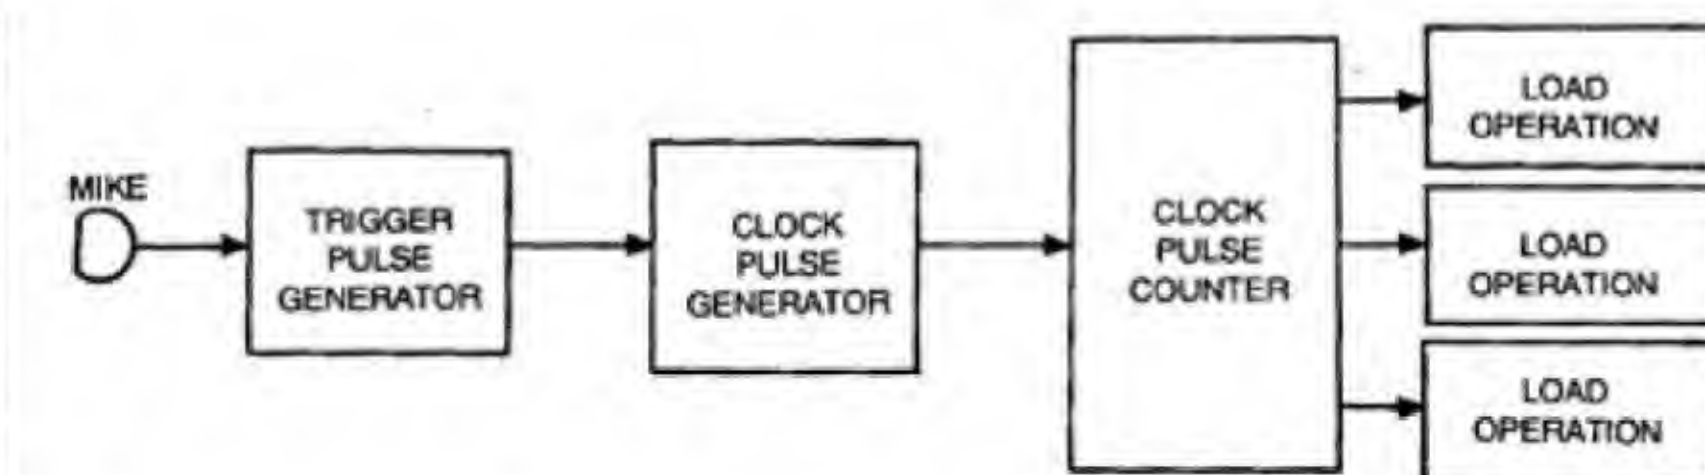 MIKE
TRIGGER
PULSE
GENERATOR
CLOCK
PULSE
GENERATOR
CLOCK
PULSE
COUNTER
LOAD
OPERATION
LOAD
OPERATION
LOAD
OPERATION